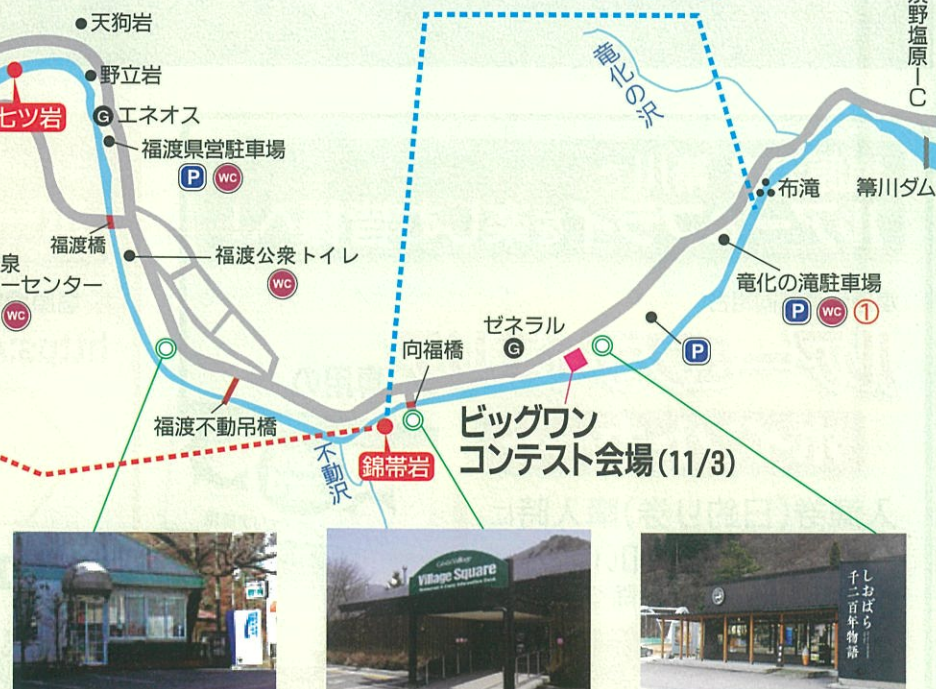 天狗岩
野立岩
七ツ岩
G エネオス
福渡県営駐車場
P WC
福渡橋
泉
ーセンター
WC
福渡公衆トイレ
WC
竜化の沢
野塩原IC
布滝
箒川ダム
竜化の滝駐車場
P WC ①
P
ゼネラル
G
向福橋
福渡不動吊橋
不動沢
錦帯岩
ビッグワン
コンテスト会場(11/3)
Village Square
しおばら
千二百年物語